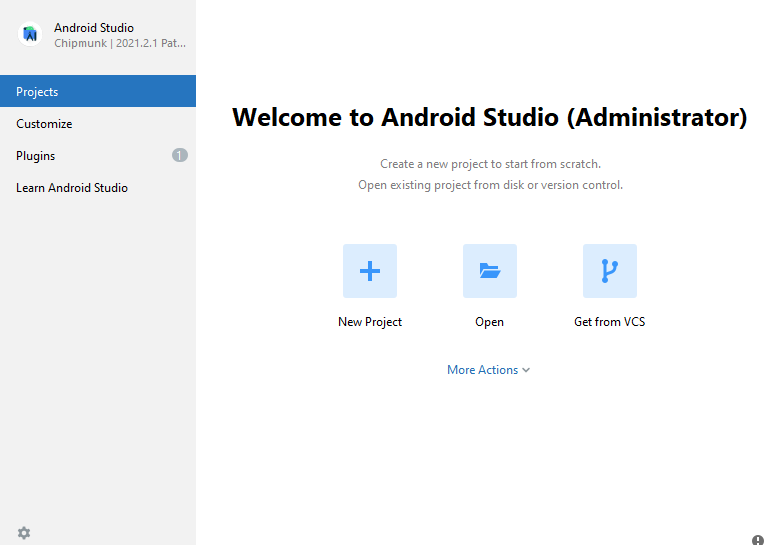 Android Studio
Chipmunk | 2021.2.1 Pat...
Projects
Customize
Plugins 1
Learn Android Studio
Welcome to Android Studio (Administrator)
Create a new project to start from scratch.
Open existing project from disk or version control.
New Project Open Get from VCS
More Actions